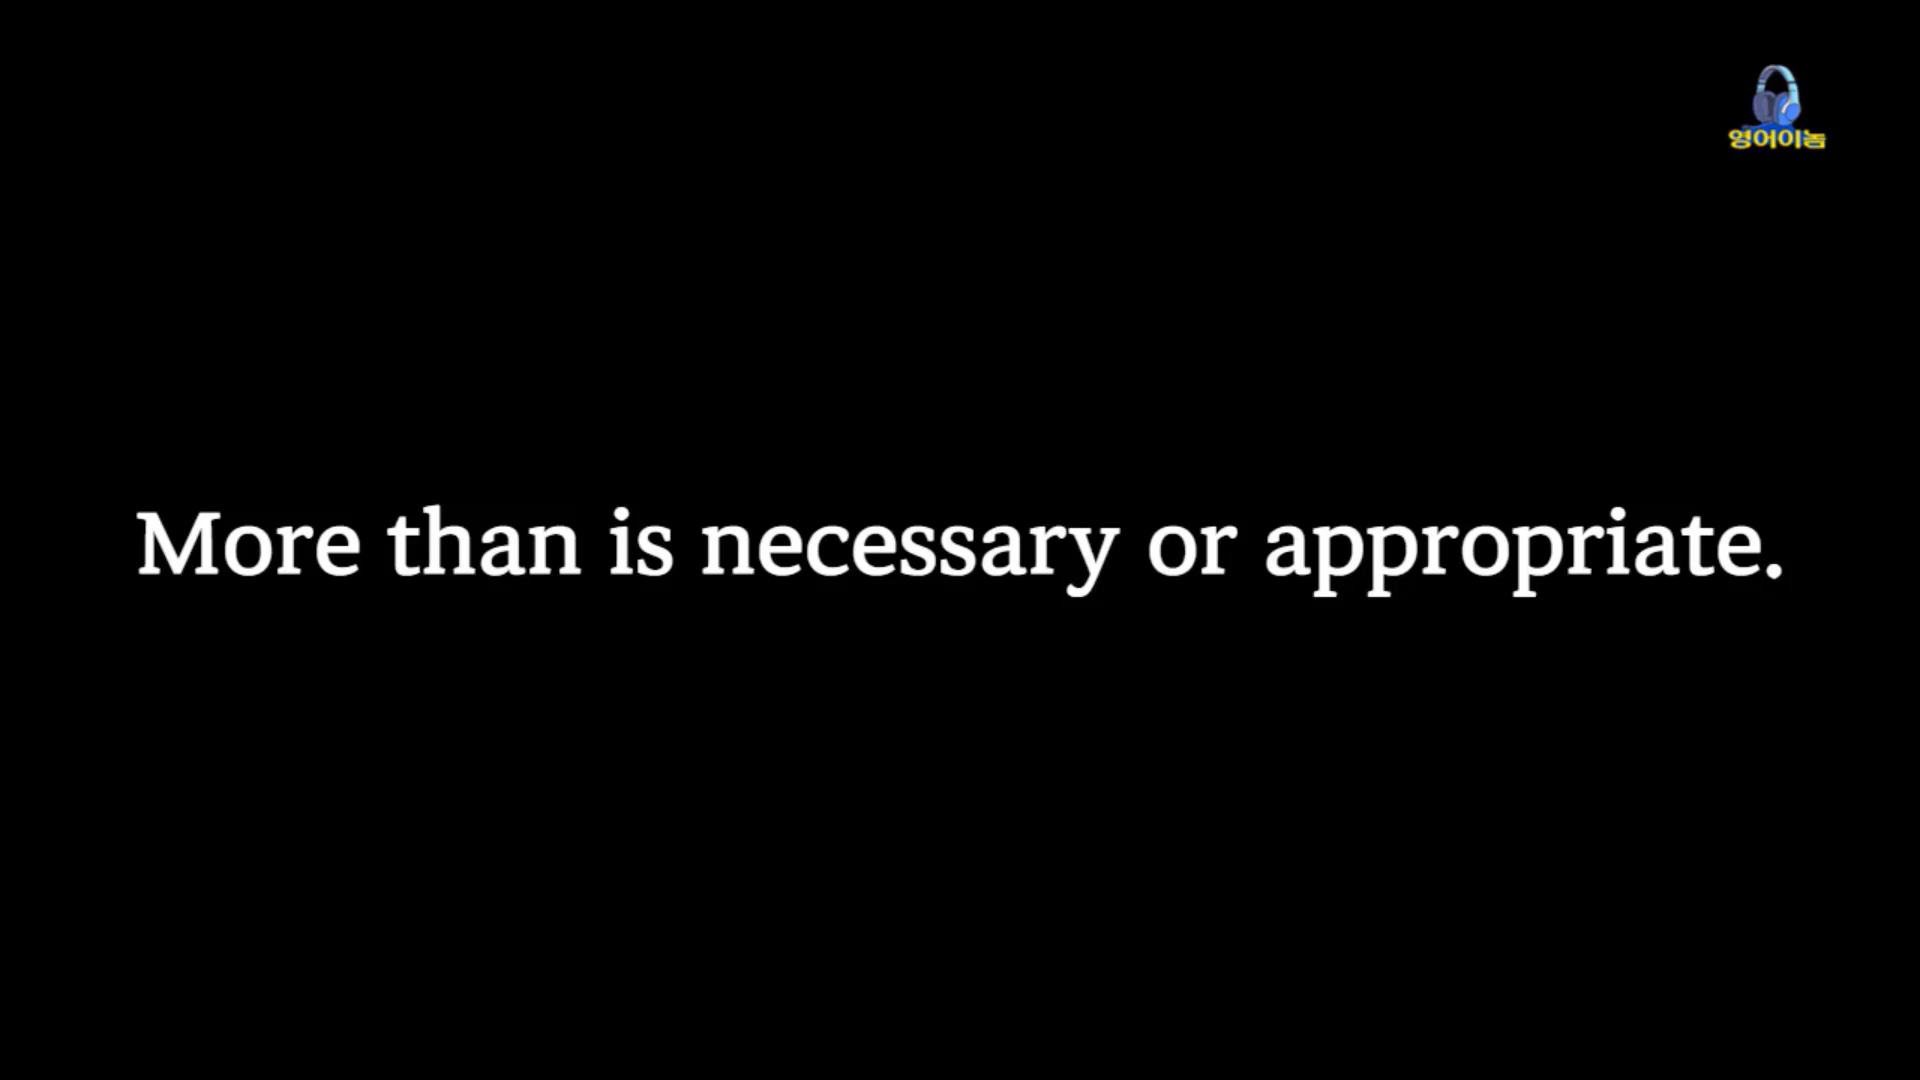 영어이놈
More than is necessary or appropriate.